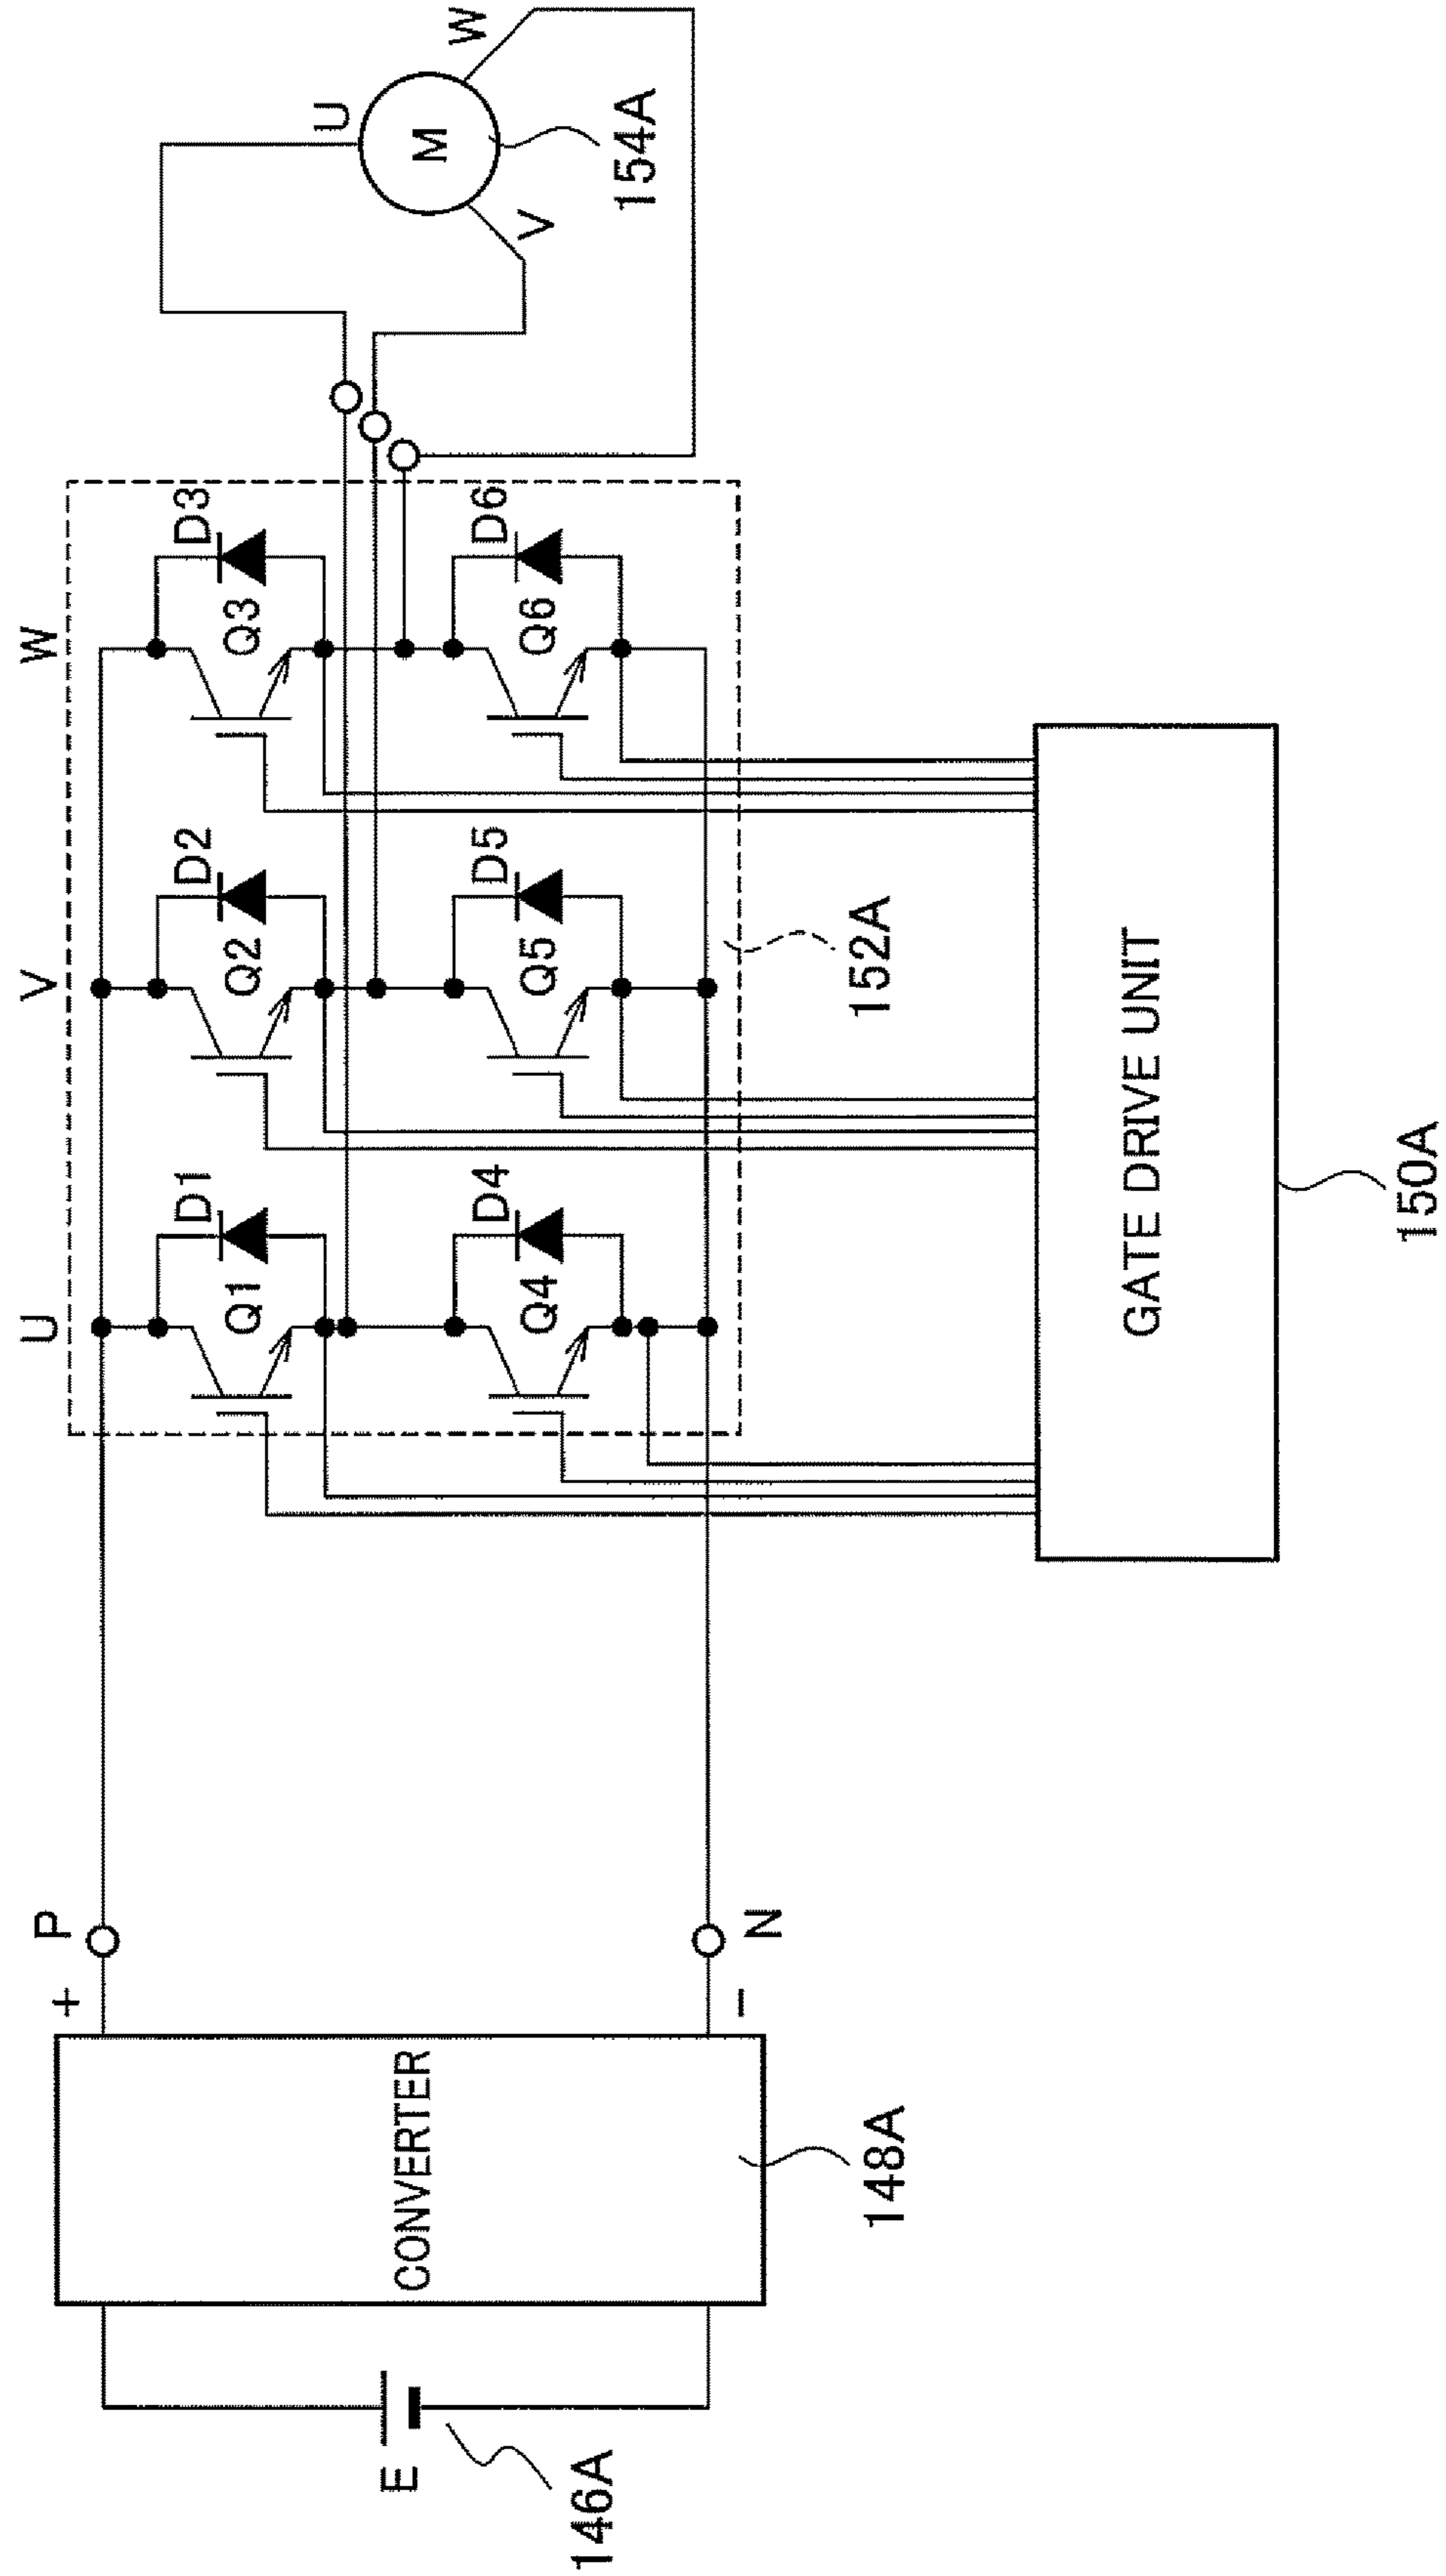 U
V
W
D1
D2
D3
Q1
Q2
Q3
D4
D5
D6
Q4
Q5
Q6
P
+
CONVERTER
E
146A
−
N
148A
152A
GATE DRIVE UNIT
150A
U
M
V
W
154A